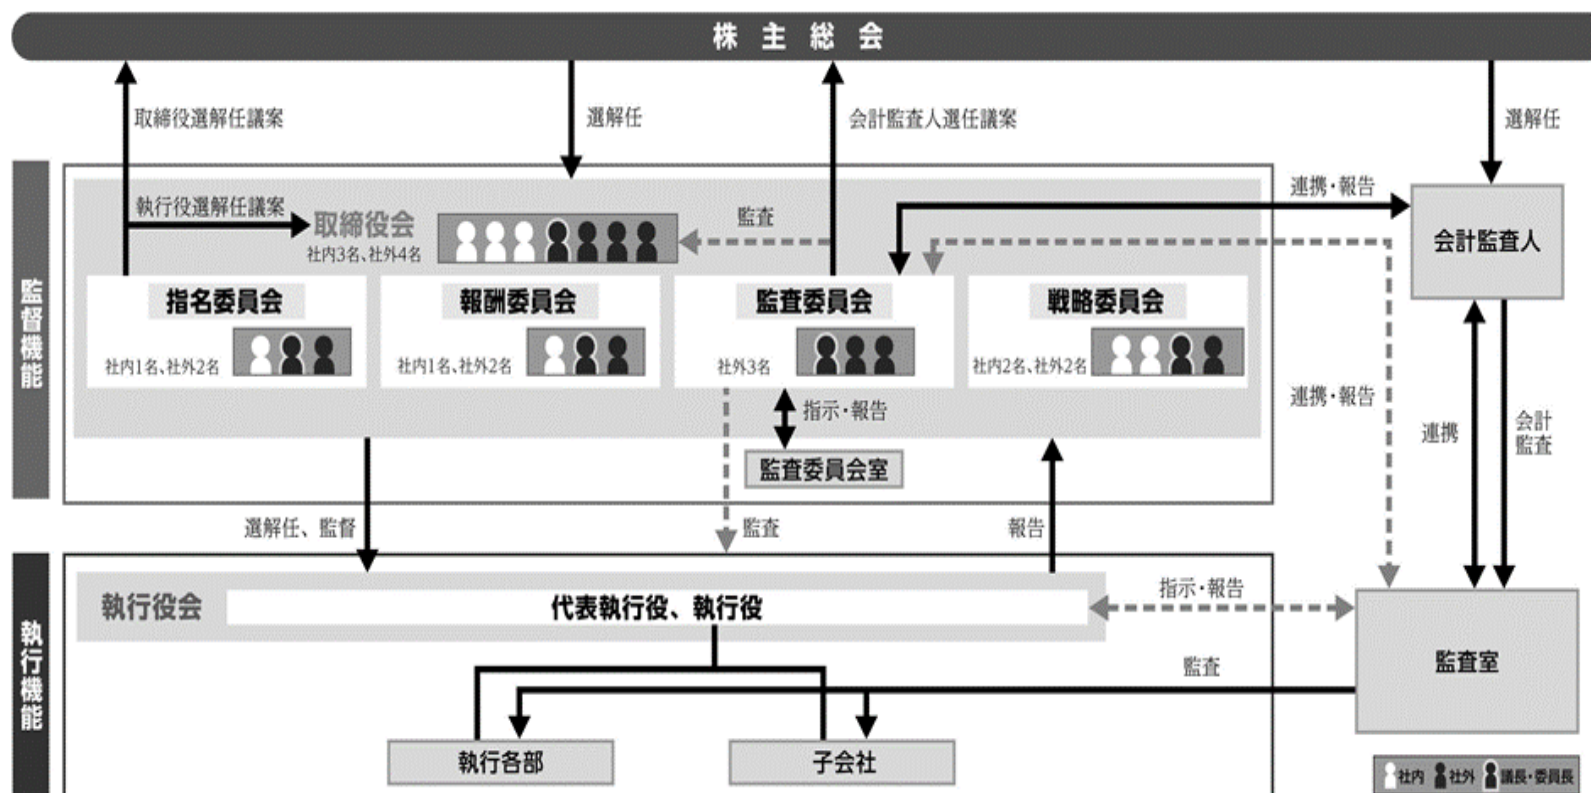 株主総会
取締役選解任議案
選解任
会計監査人選任議案
選解任
監督機能
執行役選解任議案
取締役会
社内3名、社外4名
監査
連携・報告
会計監査人
指名委員会
社内1名、社外2名
報酬委員会
社内1名、社外2名
監査委員会
社外3名
戦略委員会
社内2名、社外2名
指示・報告
監査委員会室
連携・報告
連携
会計
監査
選解任、監督
監査
報告
執行機能
執行役会
代表執行役、執行役
指示・報告
監査室
監査
執行各部
子会社
社内 社外 議長・委員長